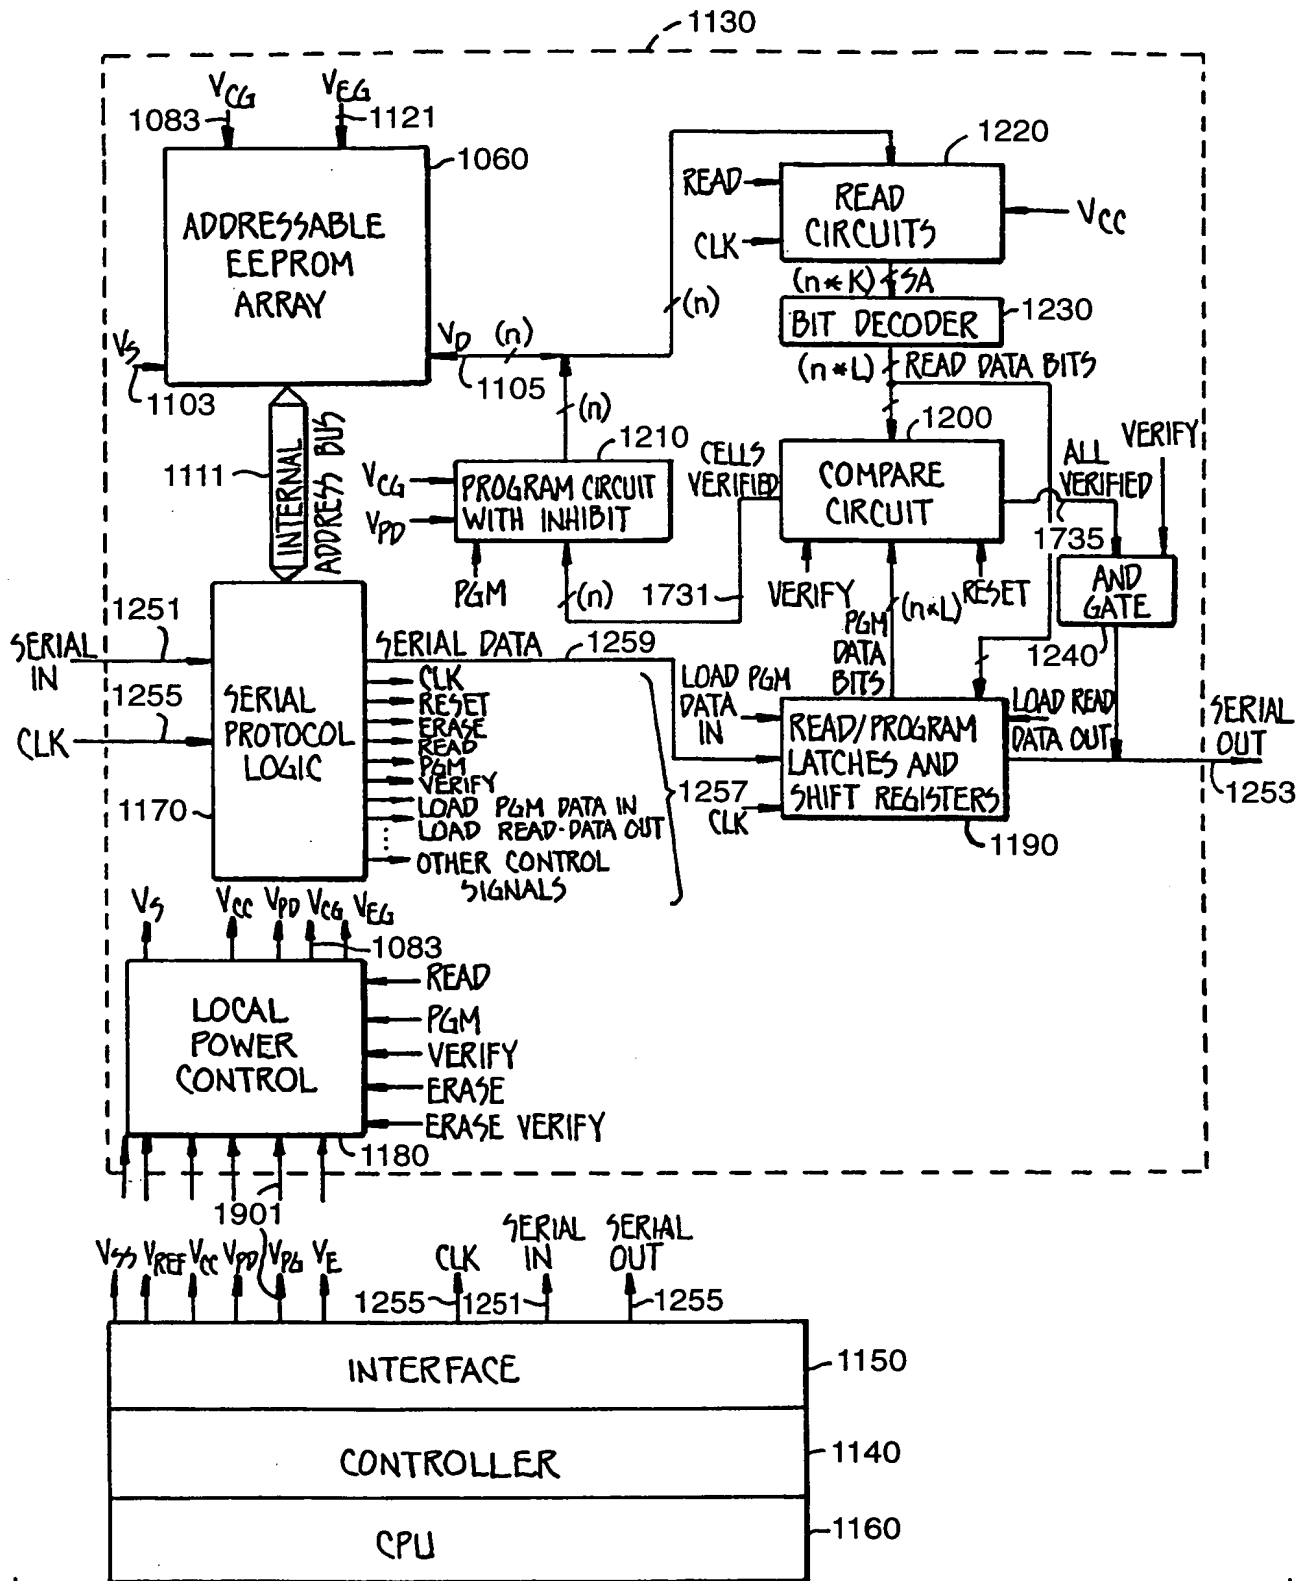 1130
VCG
VEG
1083
1121
1060
ADDRESSABLE
EEPROM
ARRAY
VS
1103
VD
(n)
1105
(n)
1220
READ
CLK
READ
CIRCUITS
VCC
(n*K)
SA
BIT DECODER
1230
(n*L)
READ DATA BITS
1111
INTERNAL
ADDRESS BUS
(n)
1210
VCG
VPD
PROGRAM CIRCUIT
WITH INHIBIT
PGM
(n)
CELLS
VERIFIED
1731
1200
COMPARE
CIRCUIT
VERIFY
RESET
ALL
VERIFIED
VERIFY
1735
AND
GATE
1240
PGM
DATA
BITS
(n*L)
SERIAL
IN
1251
1255
CLK
SERIAL
PROTOCOL
LOGIC
1170
SERIAL DATA
1259
CLK
RESET
ERASE
READ
PGM
VERIFY
LOAD PGM DATA IN
LOAD READ-DATA OUT
OTHER CONTROL
SIGNALS
LOAD PGM
DATA
IN
1257
CLK
READ/PROGRAM
LATCHES AND
SHIFT REGISTERS
1190
LOAD READ
DATA OUT
SERIAL
OUT
1253
VS
VCC
VPD
VCG
VEG
1083
LOCAL
POWER
CONTROL
READ
PGM
VERIFY
ERASE
ERASE VERIFY
1180
1901
VSS
VREF
VCC
VPD
VPG
VE
CLK
SERIAL
IN
SERIAL
OUT
1255
1251
1255
INTERFACE
1150
CONTROLLER
1140
CPU
1160